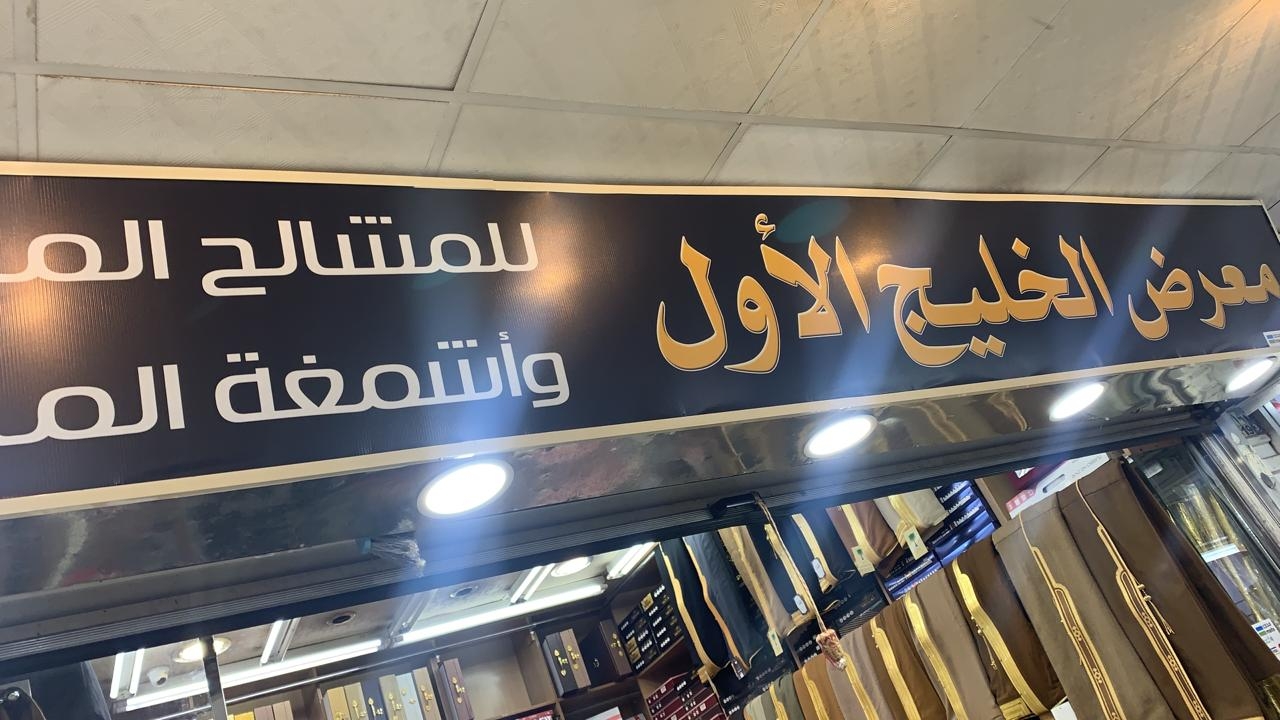 معرض الخليج الأول
للمشالح
وأشمغة